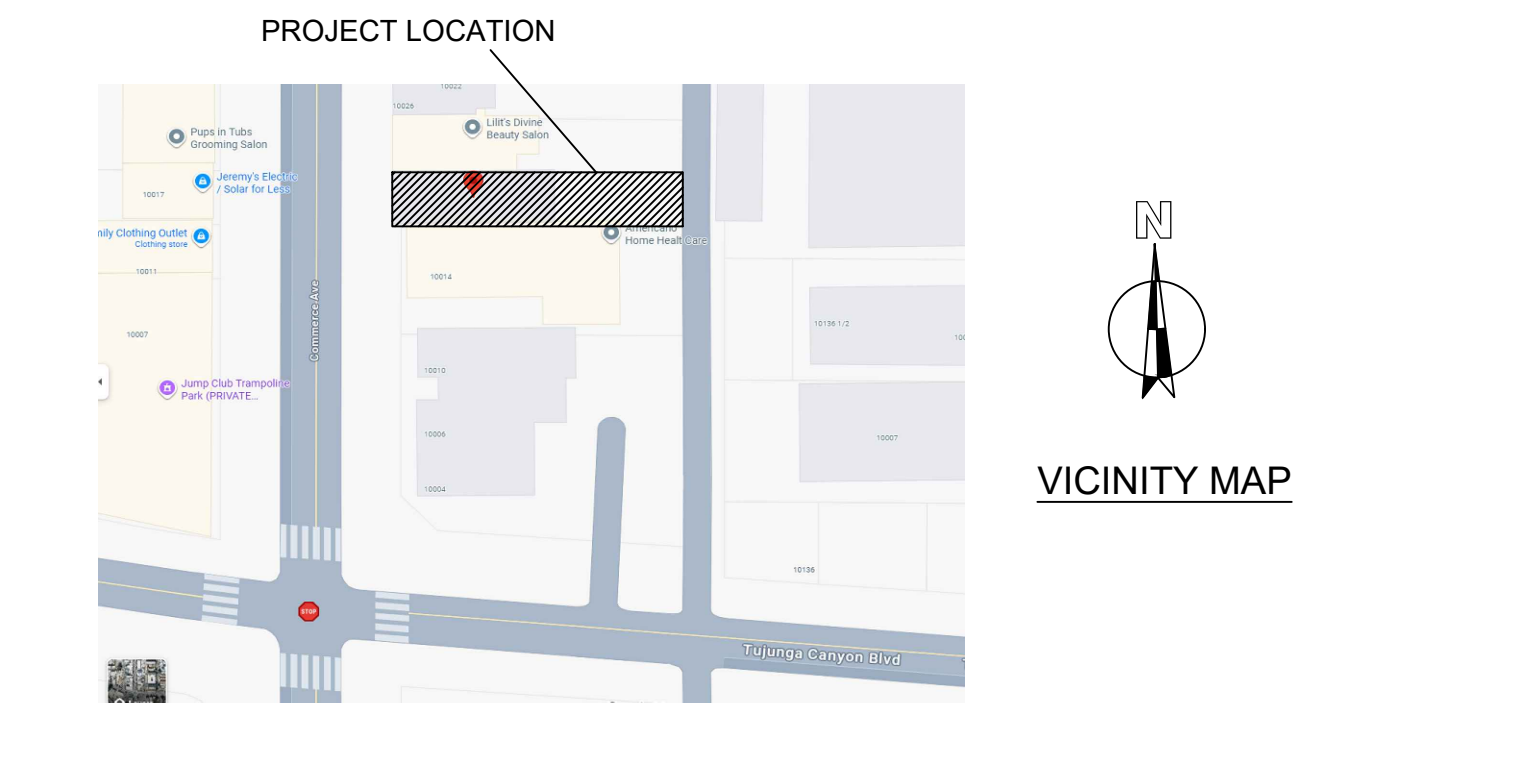 PROJECT LOCATION
10022
10026
Lilit's Divine
Beauty Salon
Pups in Tubs
Grooming Salon
Jeremy's Electric
/ Solar for Less
10017
mily Clothing Outlet
Clothing store
Americano
Home Healt Care
10011
10014
Commerce Ave
10007
10136 1/2
10010
Jump Club Trampoline
Park (PRIVATE...
10006
10007
10004
10136
STOP
Tujunga Canyon Blvd
N
VICINITY MAP